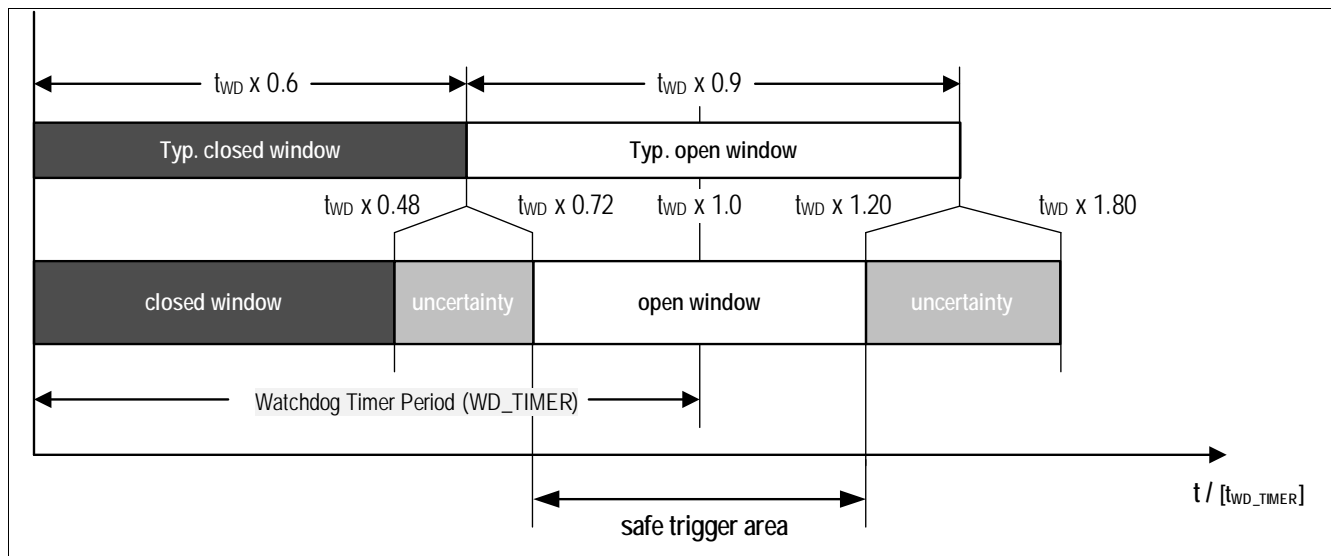 tWD x 0.6 tWD x 0.9
Typ. closed window Typ. open window
tWD x 0.48 tWD x 0.72 tWD x 1.0 tWD x 1.20 tWD x 1.80
closed window uncertainty open window uncertainty
Watchdog Timer Period (WD_TIMER)
t / [tWD_TIMER]
safe trigger area